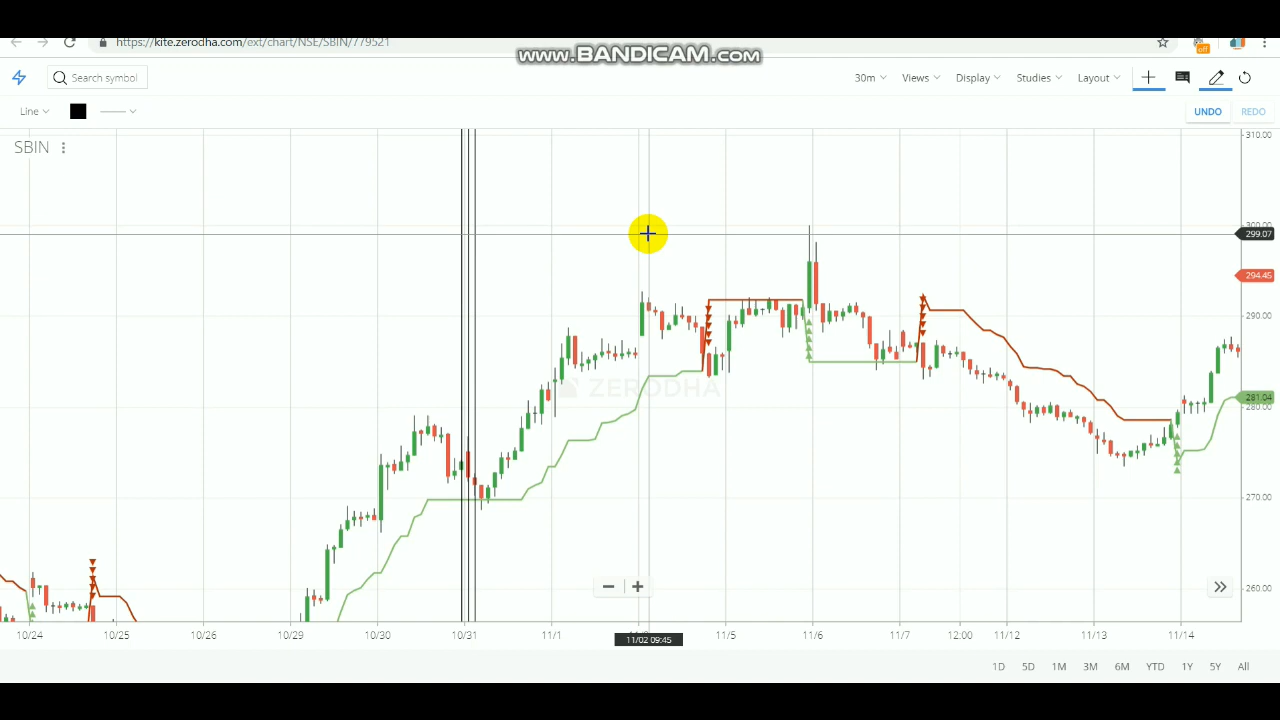 https://kite.zerodha.com/ext/chart/NSE/SBIN/779521
www.BANDICAM.com
off
Search symbol
30m Views Display Studies Layout
Line
UNDO REDO
SBIN
310.00
299.07
294.45
290.00
ZERODHA
281.04
280.00
270.00
260.00
10/24 10/25 10/26 10/29 10/30 10/31 11/1 11/5 11/6 11/7 12:00 11/12 11/13 11/14
11/02 09:45
1D 5D 1M 3M 6M YTD 1Y 5Y All